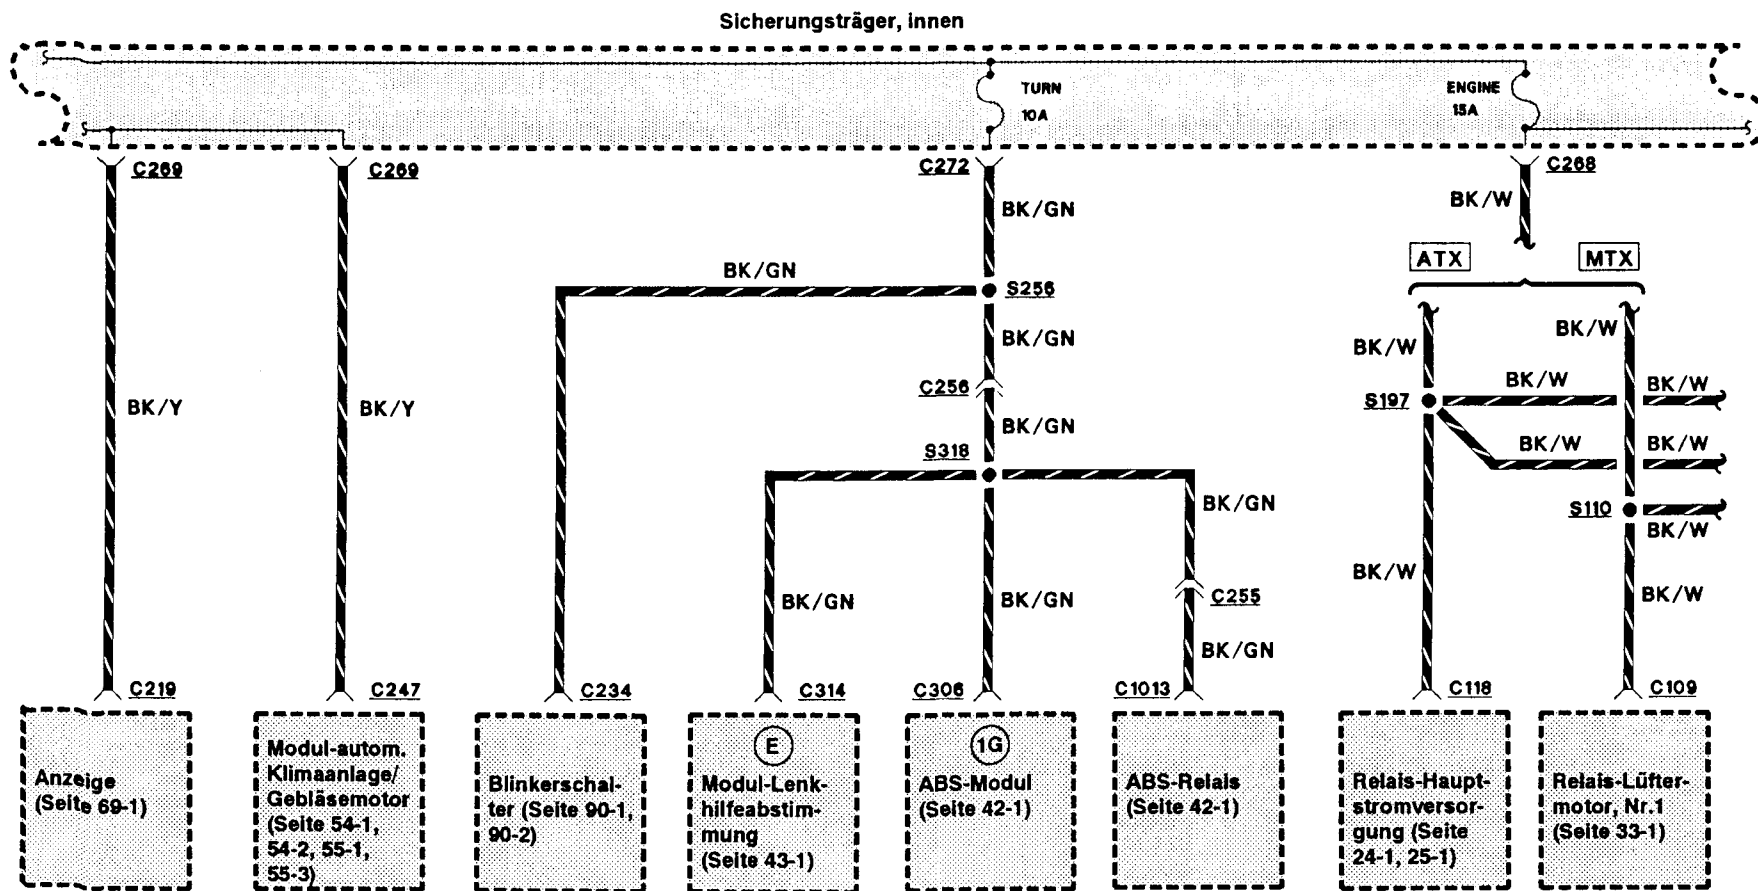 Sicherungsträger, innen
TURN
10A
ENGINE
15A
C269
C269
C272
C268
BK/GN
BK/W
ATX
MTX
BK/GN
S256
BK/GN
BK/W
BK/W
C256
BK/W
BK/W
BK/Y
BK/Y
S197
BK/GN
BK/W
BK/W
S318
BK/GN
S110
BK/W
BK/W
BK/GN
BK/GN
C255
BK/W
BK/GN
C219
C247
C234
C314
C306
C1013
C118
C109
Anzeige
(Seite 69-1)
Modul-autom.
Klimaanlage/
Gebläsemotor
(Seite 54-1,
54-2, 55-1,
55-3)
Blinkerschal-
ter (Seite 90-1,
90-2)
E
Modul-Lenk-
hilfeabstim-
mung
(Seite 43-1)
1G
ABS-Modul
(Seite 42-1)
ABS-Relais
(Seite 42-1)
Relais-Haupt-
stromversor-
gung (Seite
24-1, 25-1)
Relais-Lüfter-
motor, Nr.1
(Seite 33-1)